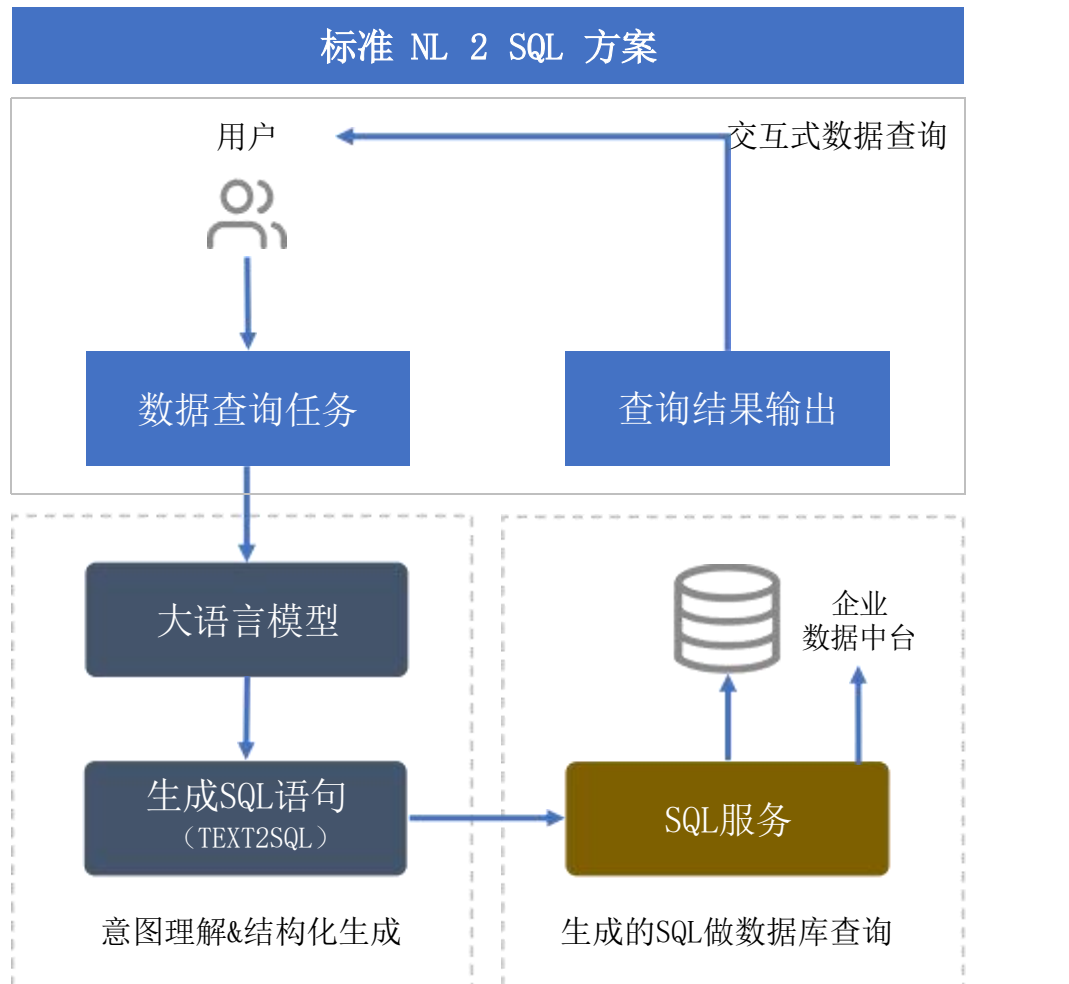 标准 NL 2 SQL 方案
用户
交互式数据查询
数据查询任务
查询结果输出
大语言模型
企业
数据中台
生成SQL语句
（TEXT2SQL）
SQL服务
意图理解&结构化生成
生成的SQL做数据库查询